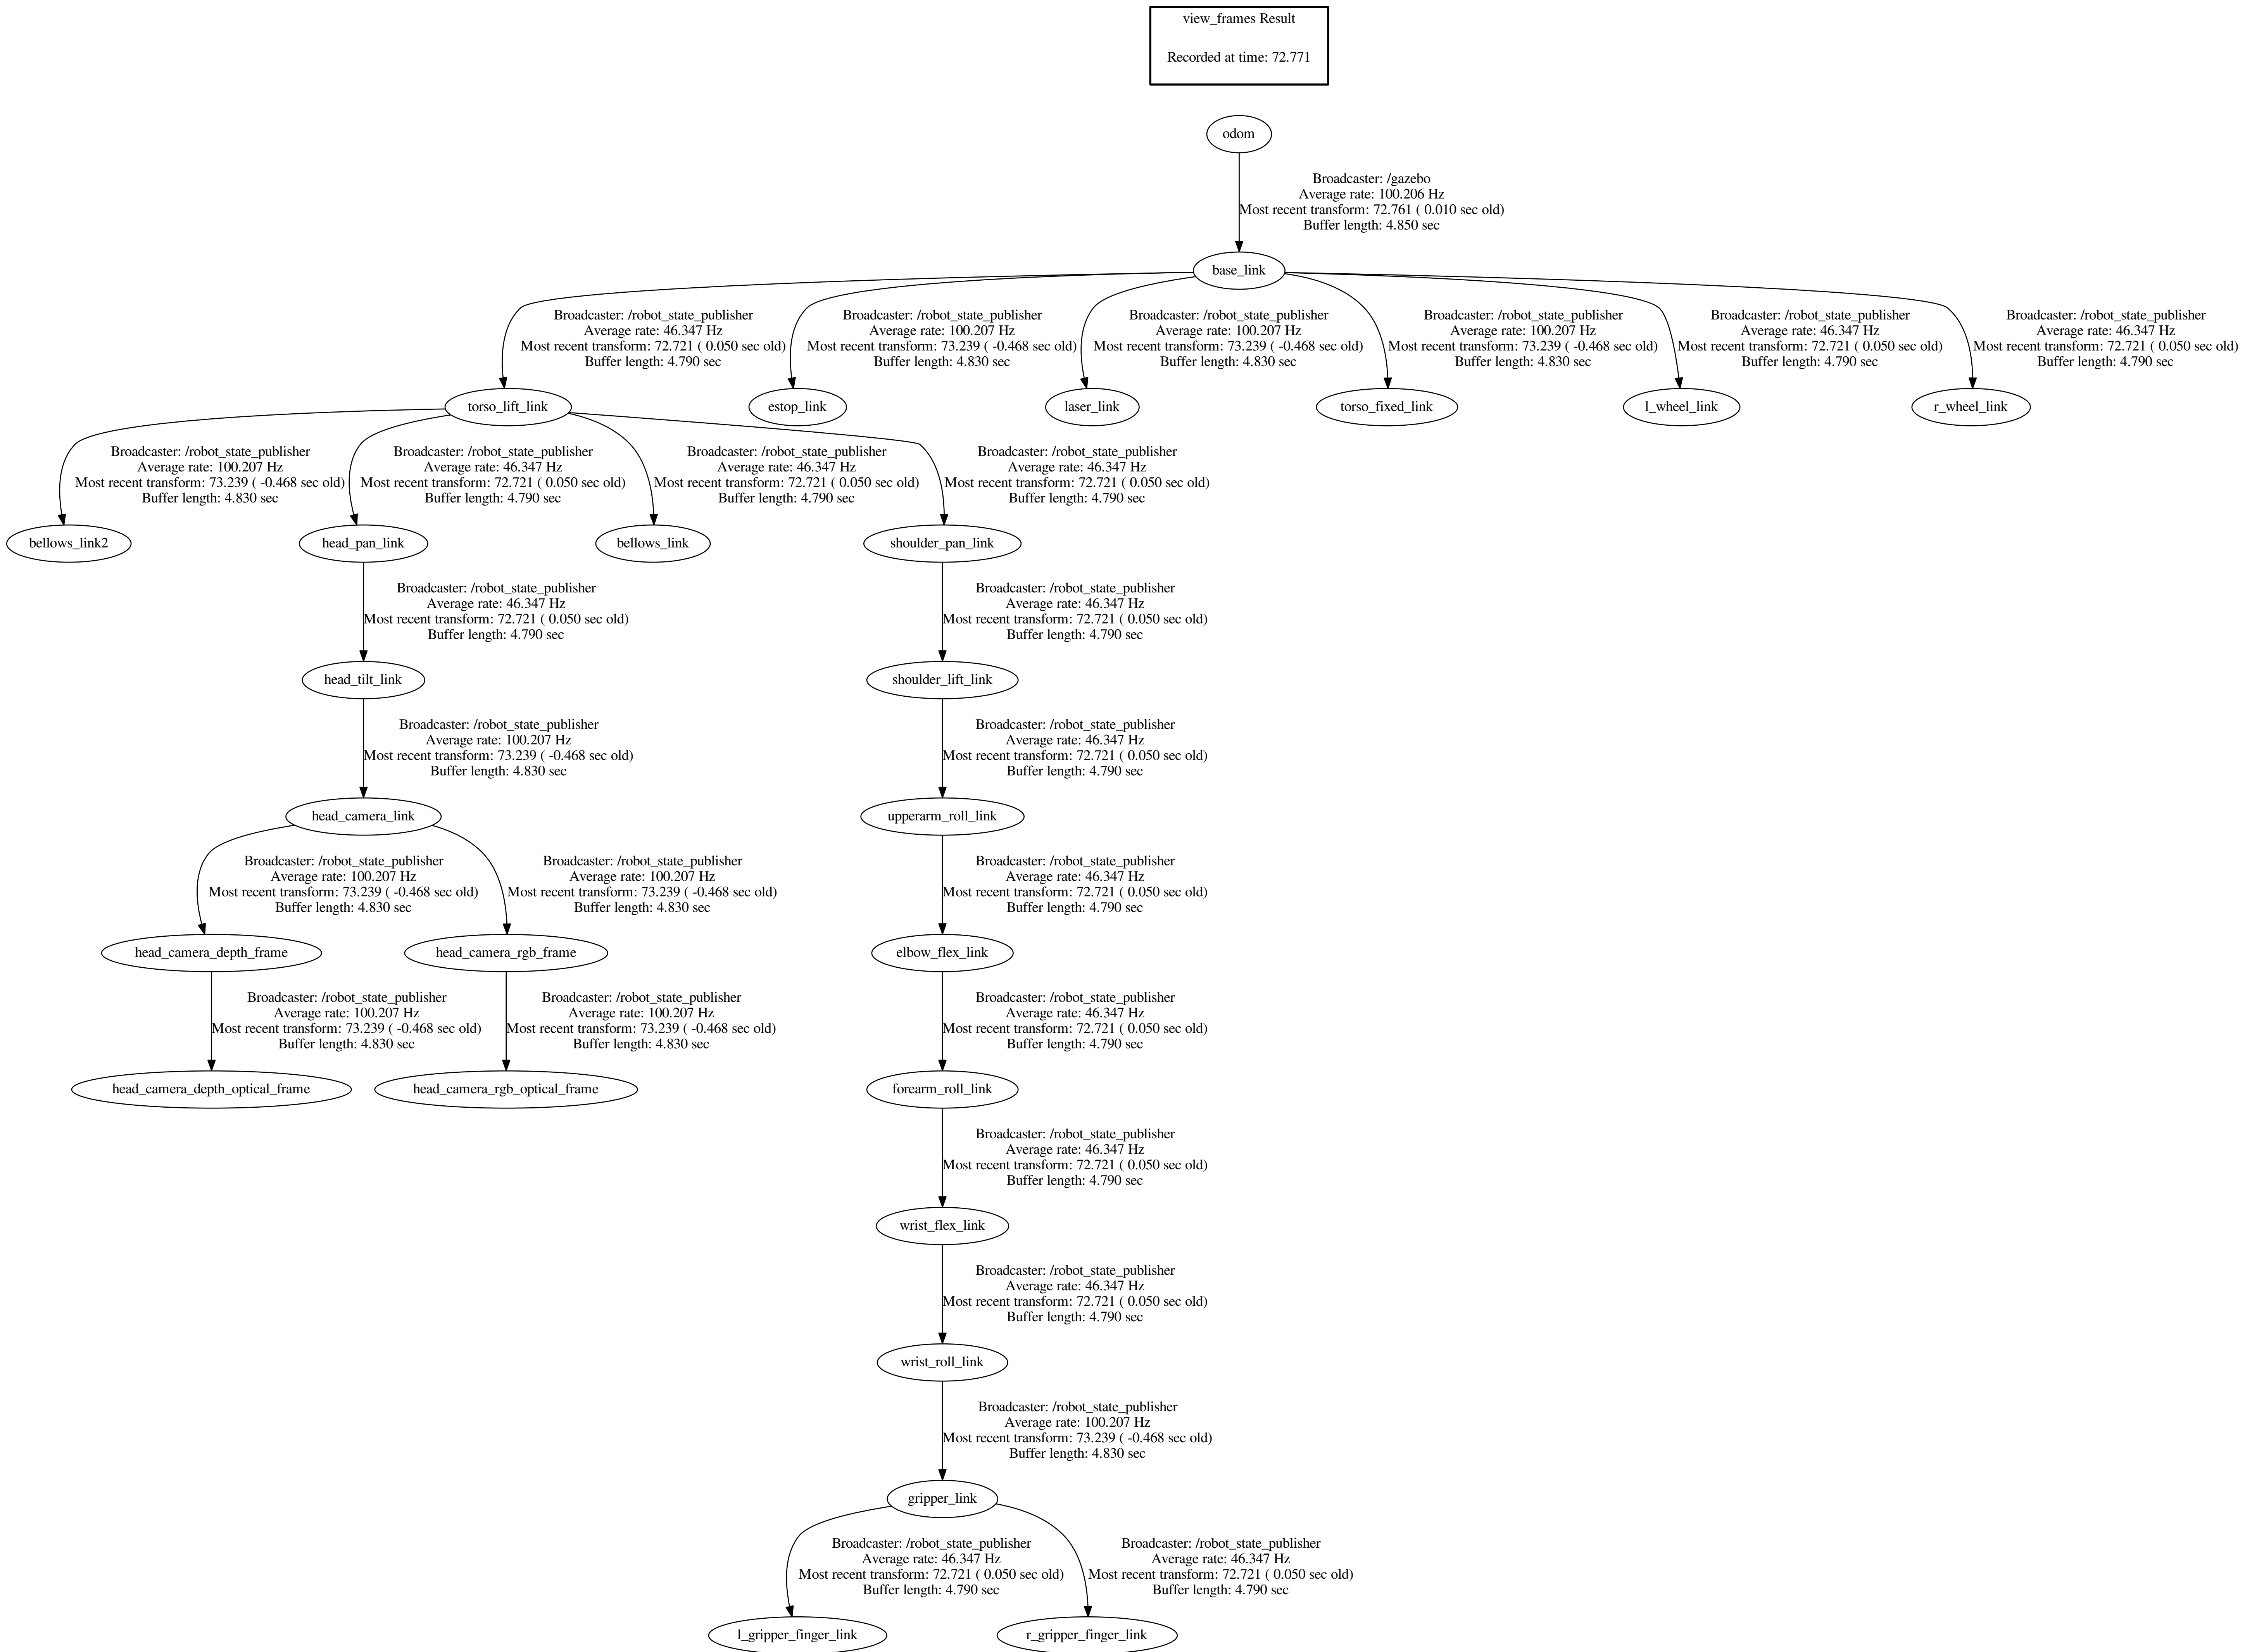 view_frames Result
Recorded at time: 72.771
odom
Broadcaster: /gazebo
Average rate: 100.206 Hz
Most recent transform: 72.761 ( 0.010 sec old)
Buffer length: 4.850 sec
base_link
Broadcaster: /robot_state_publisher
Average rate: 46.347 Hz
Most recent transform: 72.721 ( 0.050 sec old)
Buffer length: 4.790 sec
Broadcaster: /robot_state_publisher
Average rate: 100.207 Hz
Most recent transform: 73.239 ( -0.468 sec old)
Buffer length: 4.830 sec
Broadcaster: /robot_state_publisher
Average rate: 100.207 Hz
Most recent transform: 73.239 ( -0.468 sec old)
Buffer length: 4.830 sec
Broadcaster: /robot_state_publisher
Average rate: 100.207 Hz
Most recent transform: 73.239 ( -0.468 sec old)
Buffer length: 4.830 sec
Broadcaster: /robot_state_publisher
Average rate: 46.347 Hz
Most recent transform: 72.721 ( 0.050 sec old)
Buffer length: 4.790 sec
Broadcaster: /robot_state_publisher
Average rate: 46.347 Hz
Most recent transform: 72.721 ( 0.050 sec old)
Buffer length: 4.790 sec
torso_lift_link
estop_link
laser_link
torso_fixed_link
l_wheel_link
r_wheel_link
Broadcaster: /robot_state_publisher
Average rate: 100.207 Hz
Most recent transform: 73.239 ( -0.468 sec old)
Buffer length: 4.830 sec
Broadcaster: /robot_state_publisher
Average rate: 46.347 Hz
Most recent transform: 72.721 ( 0.050 sec old)
Buffer length: 4.790 sec
Broadcaster: /robot_state_publisher
Average rate: 46.347 Hz
Most recent transform: 72.721 ( 0.050 sec old)
Buffer length: 4.790 sec
Broadcaster: /robot_state_publisher
Average rate: 46.347 Hz
Most recent transform: 72.721 ( 0.050 sec old)
Buffer length: 4.790 sec
bellows_link2
head_pan_link
bellows_link
shoulder_pan_link
Broadcaster: /robot_state_publisher
Average rate: 46.347 Hz
Most recent transform: 72.721 ( 0.050 sec old)
Buffer length: 4.790 sec
Broadcaster: /robot_state_publisher
Average rate: 46.347 Hz
Most recent transform: 72.721 ( 0.050 sec old)
Buffer length: 4.790 sec
head_tilt_link
shoulder_lift_link
Broadcaster: /robot_state_publisher
Average rate: 100.207 Hz
Most recent transform: 73.239 ( -0.468 sec old)
Buffer length: 4.830 sec
Broadcaster: /robot_state_publisher
Average rate: 46.347 Hz
Most recent transform: 72.721 ( 0.050 sec old)
Buffer length: 4.790 sec
head_camera_link
upperarm_roll_link
Broadcaster: /robot_state_publisher
Average rate: 100.207 Hz
Most recent transform: 73.239 ( -0.468 sec old)
Buffer length: 4.830 sec
Broadcaster: /robot_state_publisher
Average rate: 100.207 Hz
Most recent transform: 73.239 ( -0.468 sec old)
Buffer length: 4.830 sec
Broadcaster: /robot_state_publisher
Average rate: 46.347 Hz
Most recent transform: 72.721 ( 0.050 sec old)
Buffer length: 4.790 sec
head_camera_depth_frame
head_camera_rgb_frame
elbow_flex_link
Broadcaster: /robot_state_publisher
Average rate: 100.207 Hz
Most recent transform: 73.239 ( -0.468 sec old)
Buffer length: 4.830 sec
Broadcaster: /robot_state_publisher
Average rate: 100.207 Hz
Most recent transform: 73.239 ( -0.468 sec old)
Buffer length: 4.830 sec
Broadcaster: /robot_state_publisher
Average rate: 46.347 Hz
Most recent transform: 72.721 ( 0.050 sec old)
Buffer length: 4.790 sec
head_camera_depth_optical_frame
head_camera_rgb_optical_frame
forearm_roll_link
Broadcaster: /robot_state_publisher
Average rate: 46.347 Hz
Most recent transform: 72.721 ( 0.050 sec old)
Buffer length: 4.790 sec
wrist_flex_link
Broadcaster: /robot_state_publisher
Average rate: 46.347 Hz
Most recent transform: 72.721 ( 0.050 sec old)
Buffer length: 4.790 sec
wrist_roll_link
Broadcaster: /robot_state_publisher
Average rate: 100.207 Hz
Most recent transform: 73.239 ( -0.468 sec old)
Buffer length: 4.830 sec
gripper_link
Broadcaster: /robot_state_publisher
Average rate: 46.347 Hz
Most recent transform: 72.721 ( 0.050 sec old)
Buffer length: 4.790 sec
Broadcaster: /robot_state_publisher
Average rate: 46.347 Hz
Most recent transform: 72.721 ( 0.050 sec old)
Buffer length: 4.790 sec
l_gripper_finger_link
r_gripper_finger_link